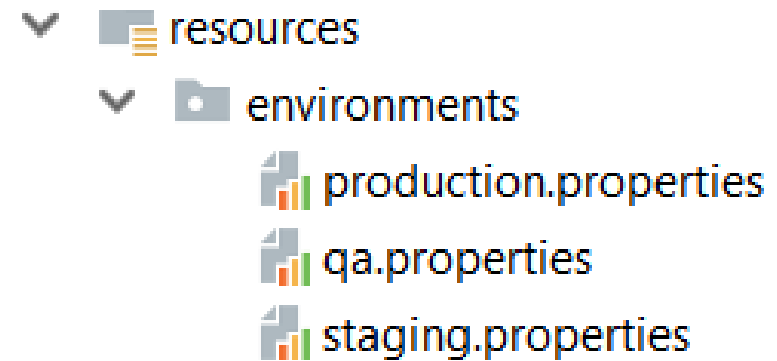 resources
environments
production.properties
qa.properties
staging.properties